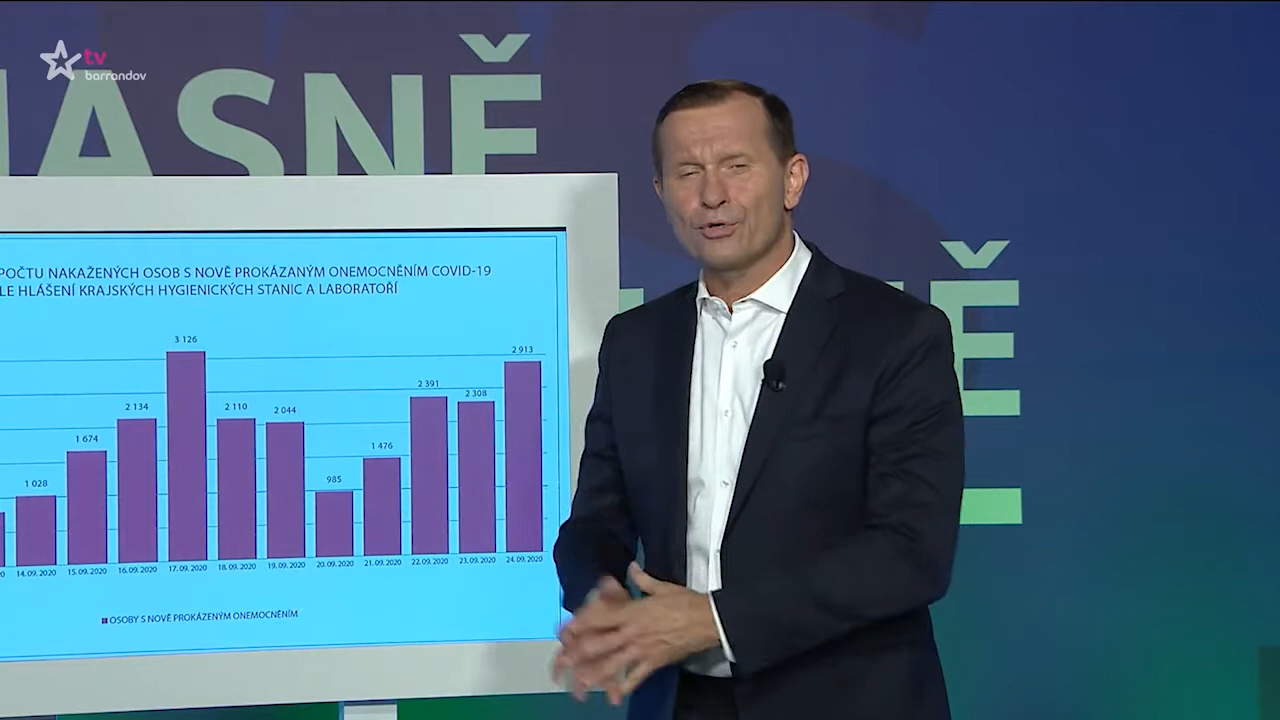 tv
barrandov
JASNĚ
POČTU NAKAŽENÝCH OSOB S NOVĚ PROKÁZANÝM ONEMOCNĚNÍM COVID-19
LE HLÁŠENÍ KRAJSKÝCH HYGIENICKÝCH STANIC A LABORATOŘÍ
1 028
1 674
2 134
3 126
2 110
2 044
985
1 476
2 391
2 308
2 913
14. 09. 2020
15. 09. 2020
16. 09. 2020
17. 09. 2020
18. 09. 2020
19. 09. 2020
20. 09. 2020
21. 09. 2020
22. 09. 2020
23. 09. 2020
24. 09. 2020
OSOBY S NOVĚ PROKÁZENÝM ONEMOCNĚNÍM
Ě